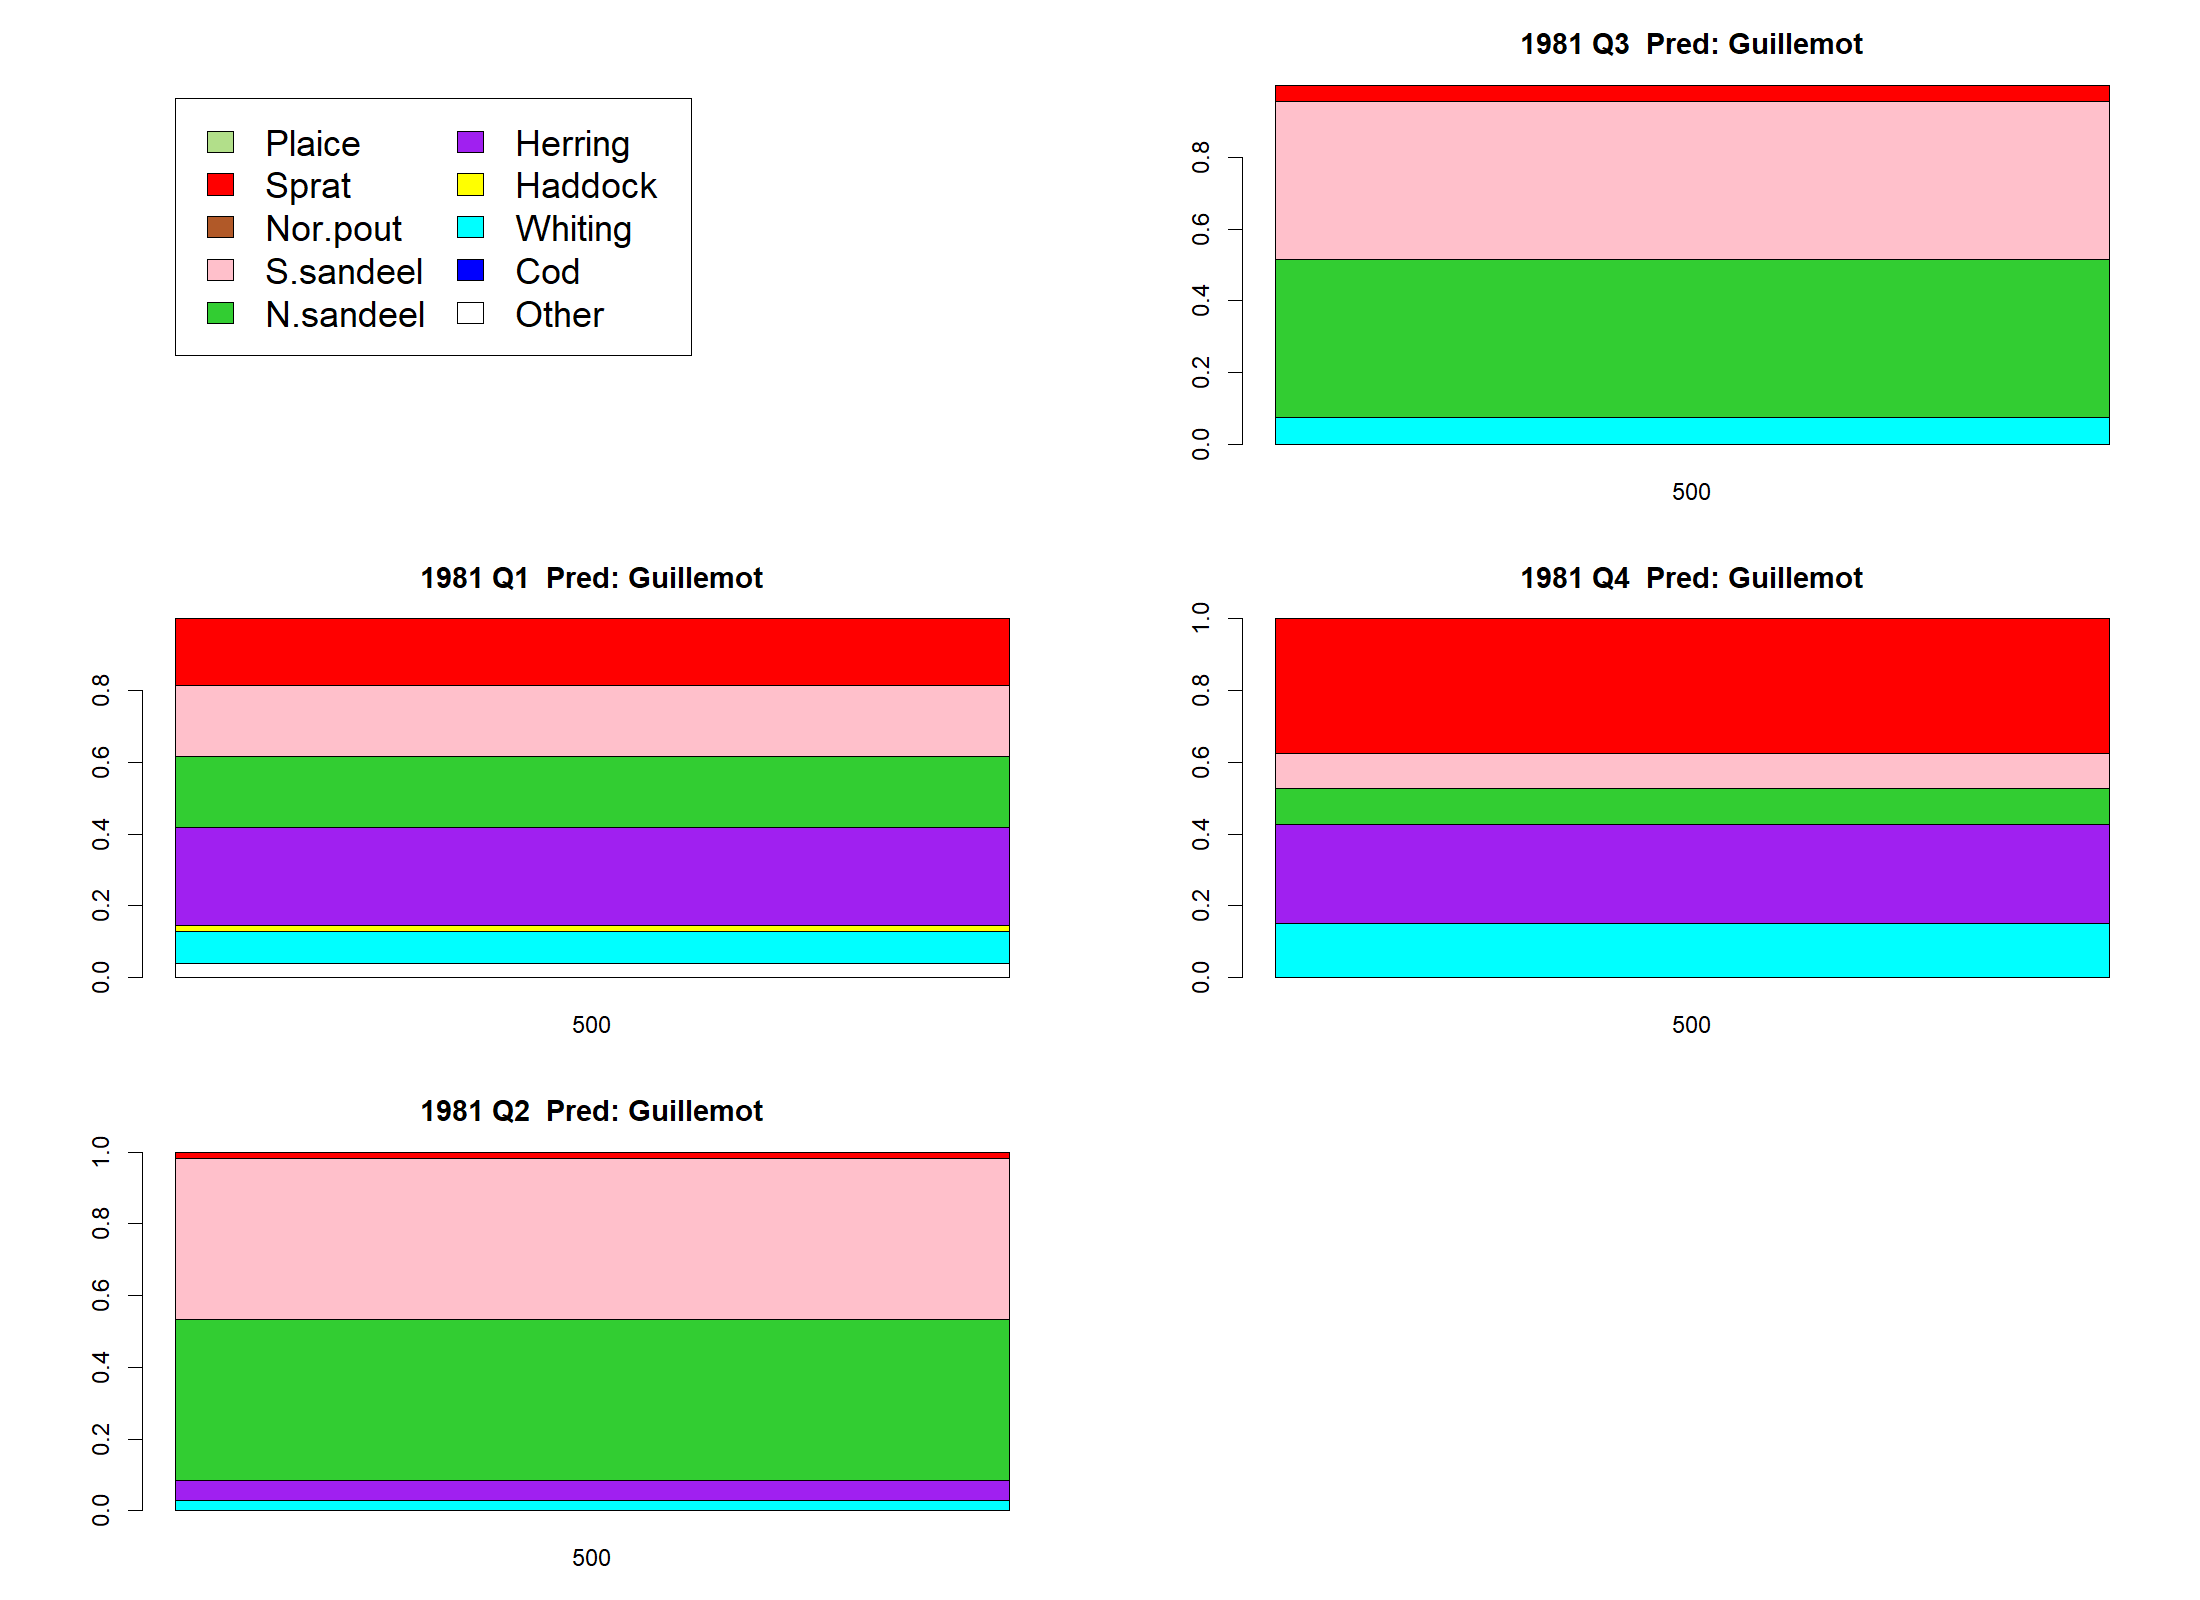 Plaice
Sprat
Nor.pout
S.sandeel
N.sandeel
Herring
Haddock
Whiting
Cod
Other
1981 Q1  Pred: Guillemot
0.0 0.2 0.4 0.6 0.8
500
1981 Q2  Pred: Guillemot
0.0 0.2 0.4 0.6 0.8 1.0
500
1981 Q3  Pred: Guillemot
0.0 0.2 0.4 0.6 0.8
500
1981 Q4  Pred: Guillemot
0.0 0.2 0.4 0.6 0.8 1.0
500